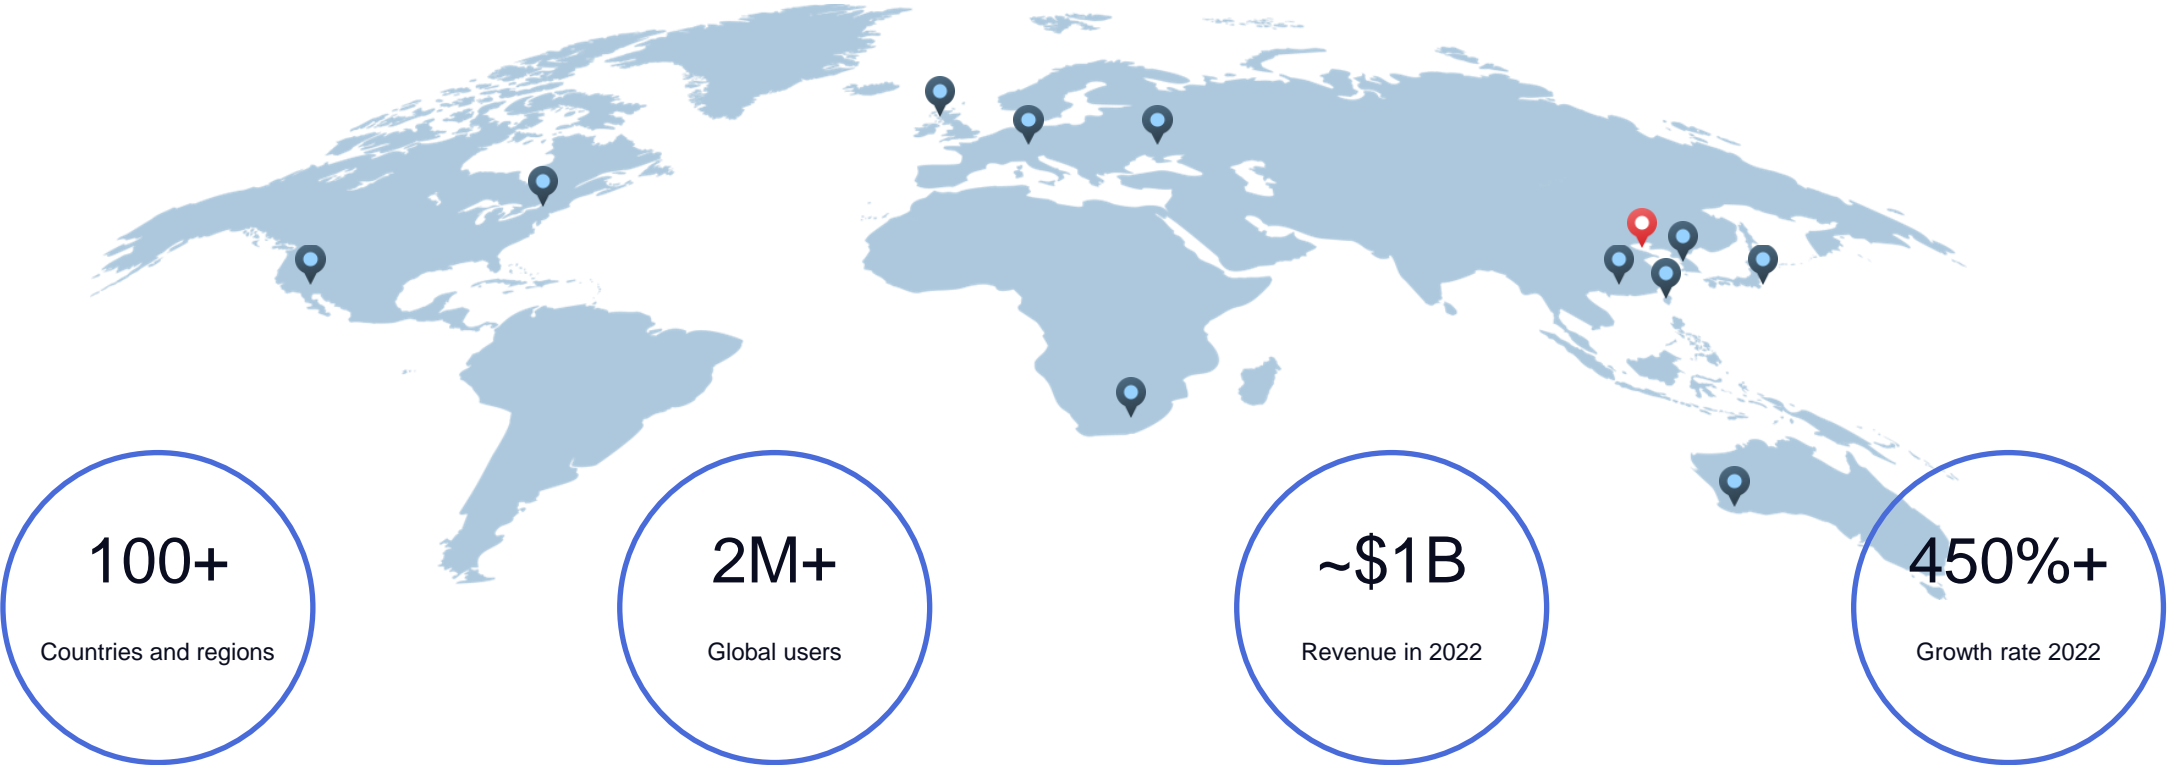 100+
Countries and regions
2M+
Global users
~$1B
Revenue in 2022
450%+
Growth rate 2022